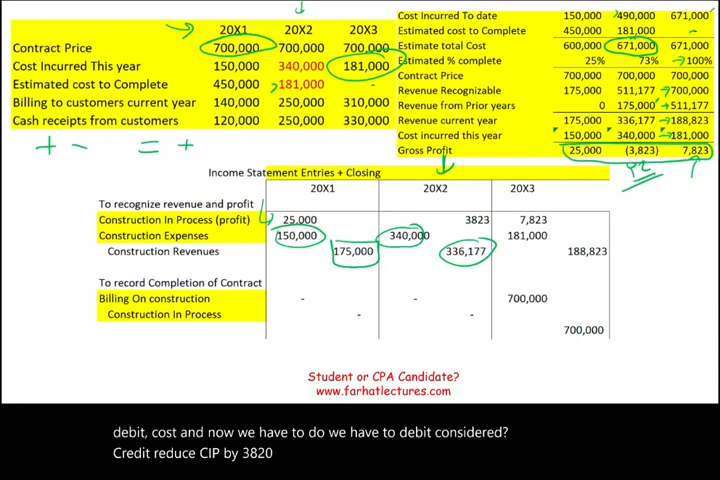 20X1 20X2 20X3
Contract Price 700,000 700,000 700,000
Cost Incurred This year 150,000 340,000 181,000
Estimated cost to Complete 450,000 181,000 -
Billing to customers current year 140,000 250,000 310,000
Cash receipts from customers 120,000 250,000 330,000
+ - = +
Cost Incurred To date 150,000 490,000 671,000
Estimated cost to Complete 450,000 181,000 -
Estimate total Cost 600,000 671,000 671,000
Estimated % complete 25% 73% 100%
Contract Price 700,000 700,000 700,000
Revenue Recognizable 175,000 511,177 700,000
Revenue from Prior years 0 175,000 511,177
Revenue current year 175,000 336,177 188,823
Cost incurred this year 150,000 340,000 181,000
Gross Profit 25,000 (3,823) 7,823
Income Statement Entries + Closing
20X1 20X2 20X3
To recognize revenue and profit
Construction In Process (profit) 25,000 3823 7,823
Construction Expenses 150,000 340,000 181,000
Construction Revenues 175,000 336,177 188,823
To record Completion of Contract
Billing On construction - - 700,000
Construction In Process - - 700,000
Student or CPA Candidate?
www.farhatlectures.com
debit, cost and now we have to do we have to debit considered?
Credit reduce CIP by 3820